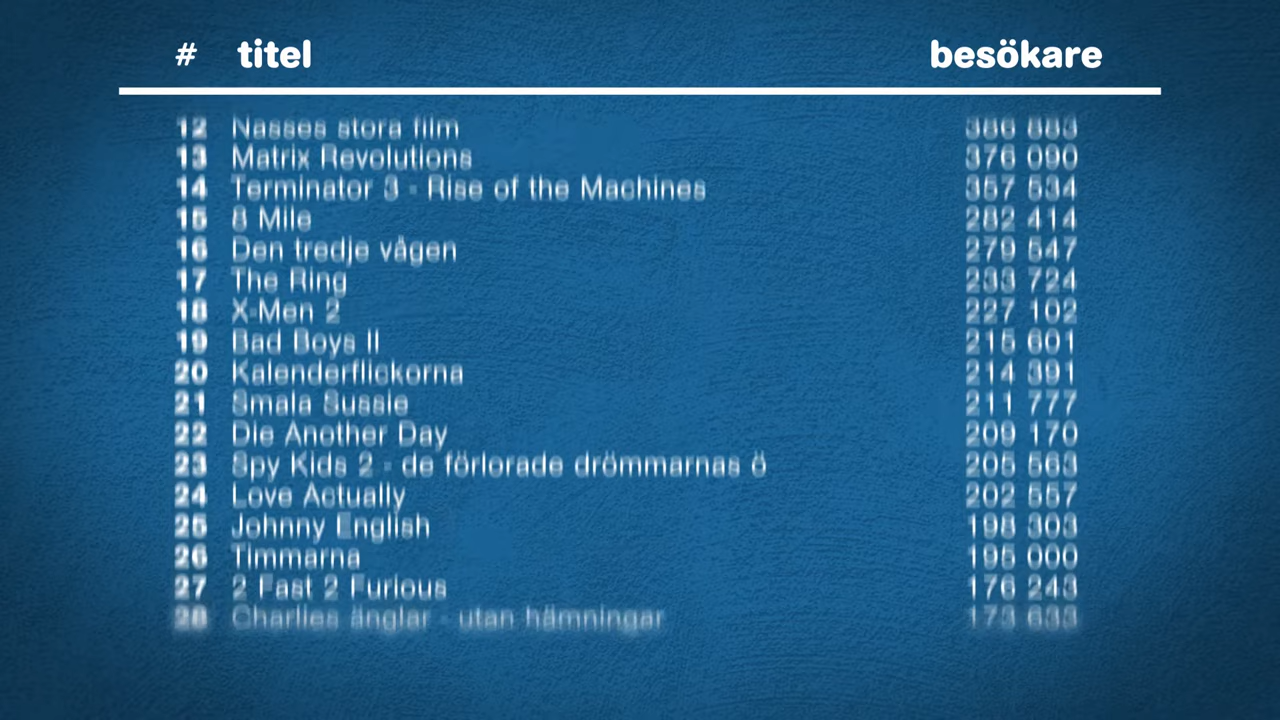 # titel besökare
12 Nasses stora film 386 883
13 Matrix Revolutions 376 090
14 Terminator 3 - Rise of the Machines 357 534
15 8 Mile 282 414
16 Den tredje vågen 279 547
17 The Ring 233 724
18 X-Men 2 227 102
19 Bad Boys II 215 601
20 Kalenderflickorna 214 391
21 Smala Sussie 211 777
22 Die Another Day 209 170
23 Spy Kids 2 - de förlorade drömmarnas ö 205 563
24 Love Actually 202 557
25 Johnny English 198 303
26 Timmarna 195 000
27 2 Fast 2 Furious 176 243
28 Charlies änglar - utan hämningar 173 633